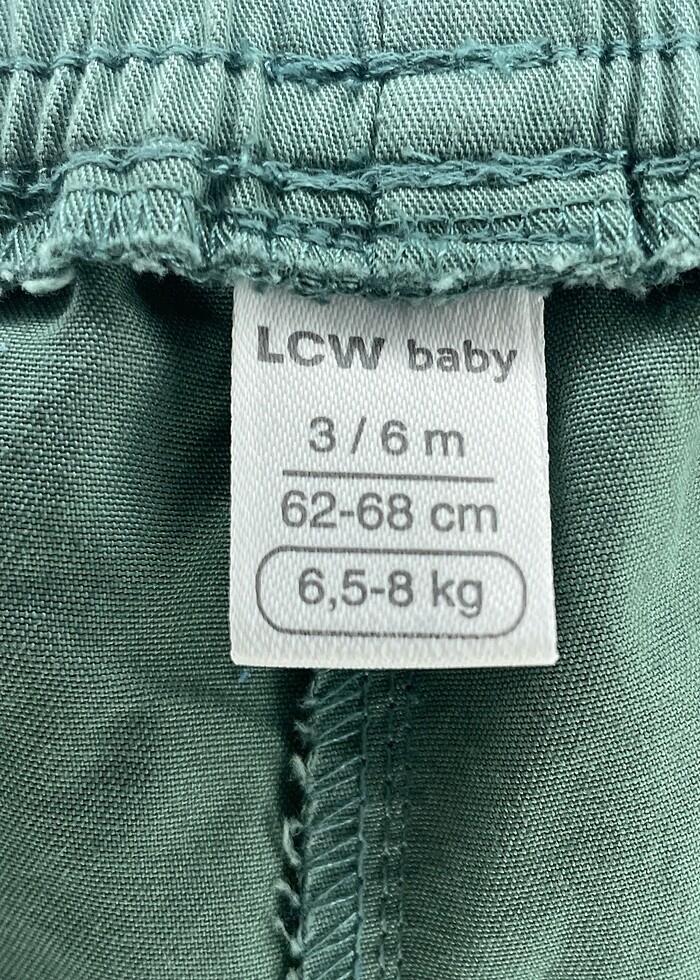 LCW baby
3 / 6 m
62-68 cm
6,5-8 kg